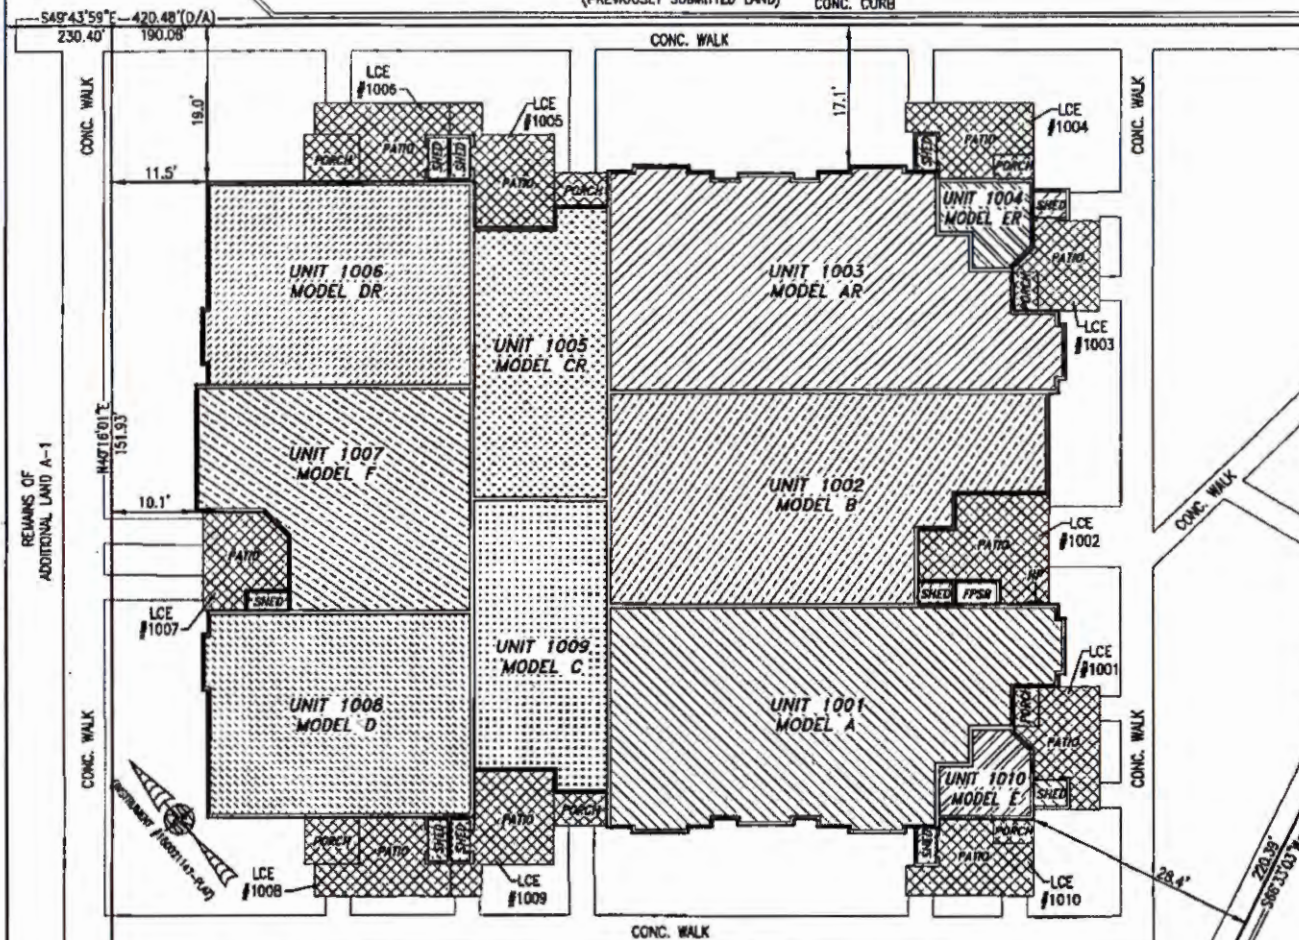 (PREVIOUSLY SUBMITTED LAND)
CONC. CURB
S49°43'59"E 420.48'(D/A)
230.40'
190.08'
CONC. WALK
CONC. WALK
CONC. WALK
19.0'
17.1'
11.5'
LCE
#1006
LCE
#1005
LCE
#1004
PORCH
PATIO
SHED
SHED
PATIO
PORCH
SHED
PATIO
PORCH
UNIT 1004
MODEL ER
SHED
PATIO
PORCH
LCE
#1003
UNIT 1006
MODEL DR
UNIT 1003
MODEL AR
UNIT 1005
MODEL CR
N40°16'01"E
151.93'
REMAINS OF
ADDITIONAL LAND A-1
UNIT 1007
MODEL F
UNIT 1002
MODEL B
CONC. WALK
10.1'
PATIO
SHED
LCE
#1007
PATIO
LCE
#1002
HP
SHED
FPSR
UNIT 1009
MODEL C
UNIT 1008
MODEL D
UNIT 1001
MODEL A
LCE
#1001
PORCH
PATIO
SHED
CONC. WALK
CONC. WALK
UNIT 1010
MODEL E
PORCH
PATIO
SHED
SHED
PATIO
PORCH
SHED
PATIO
PORCH
LCE
#1008
LCE
#1009
LCE
#1010
28.4'
220.39'
CONC. WALK